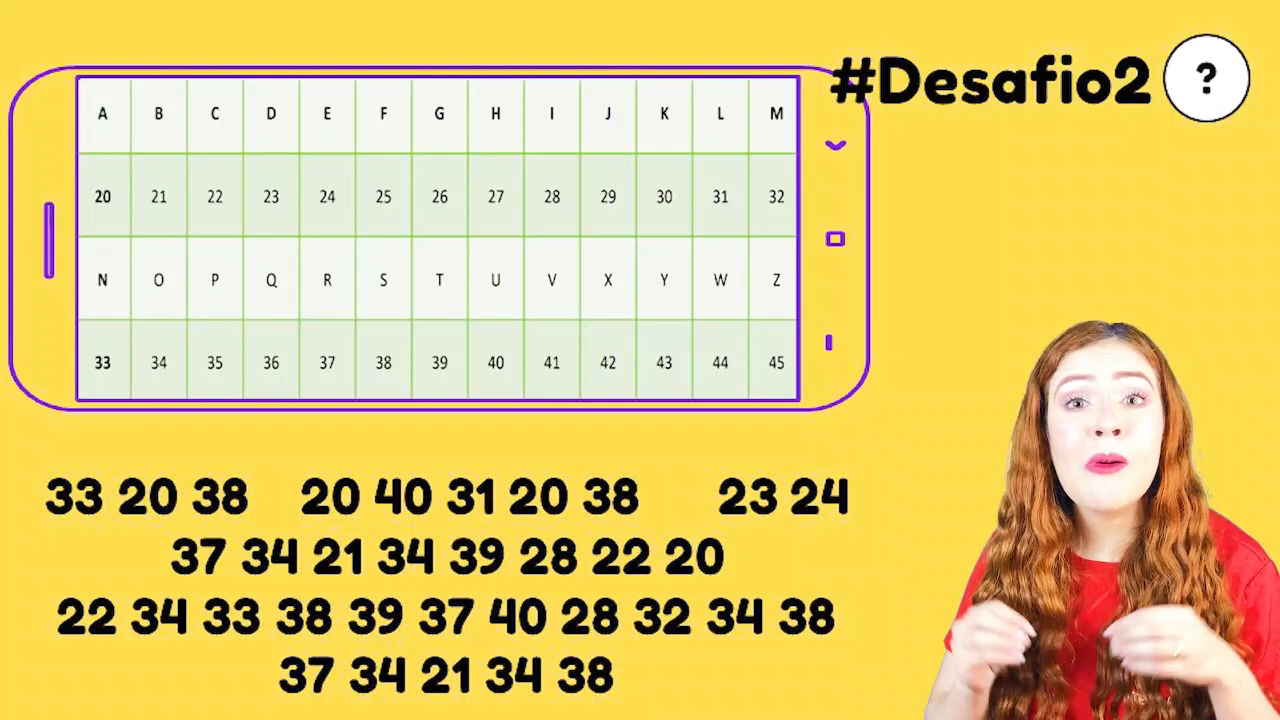 #Desafio2 ?
A B C D E F G H I J K L M
20 21 22 23 24 25 26 27 28 29 30 31 32
N O P Q R S T U V X Y W Z
33 34 35 36 37 38 39 40 41 42 43 44 45
33 20 38 20 40 31 20 38 23 24
37 34 21 34 39 28 22 20
22 34 33 38 39 37 40 28 32 34 38
37 34 21 34 38